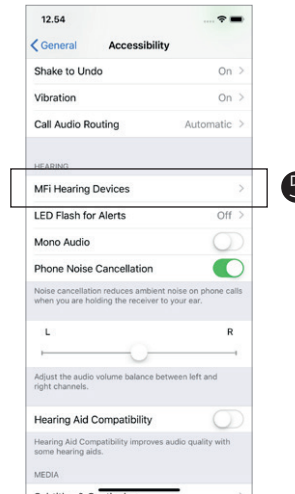 12.54
General Accessibility
Shake to Undo On
Vibration On
Call Audio Routing Automatic
HEARING
MFi Hearing Devices
LED Flash for Alerts Off
Mono Audio
Phone Noise Cancellation
Noise cancellation reduces ambient noise on phone calls
when you are holding the receiver to your ear.
L R
Adjust the audio volume balance between left and
right channels.
Hearing Aid Compatibility
Hearing Aid Compatibility improves audio quality with
some hearing aids.
MEDIA